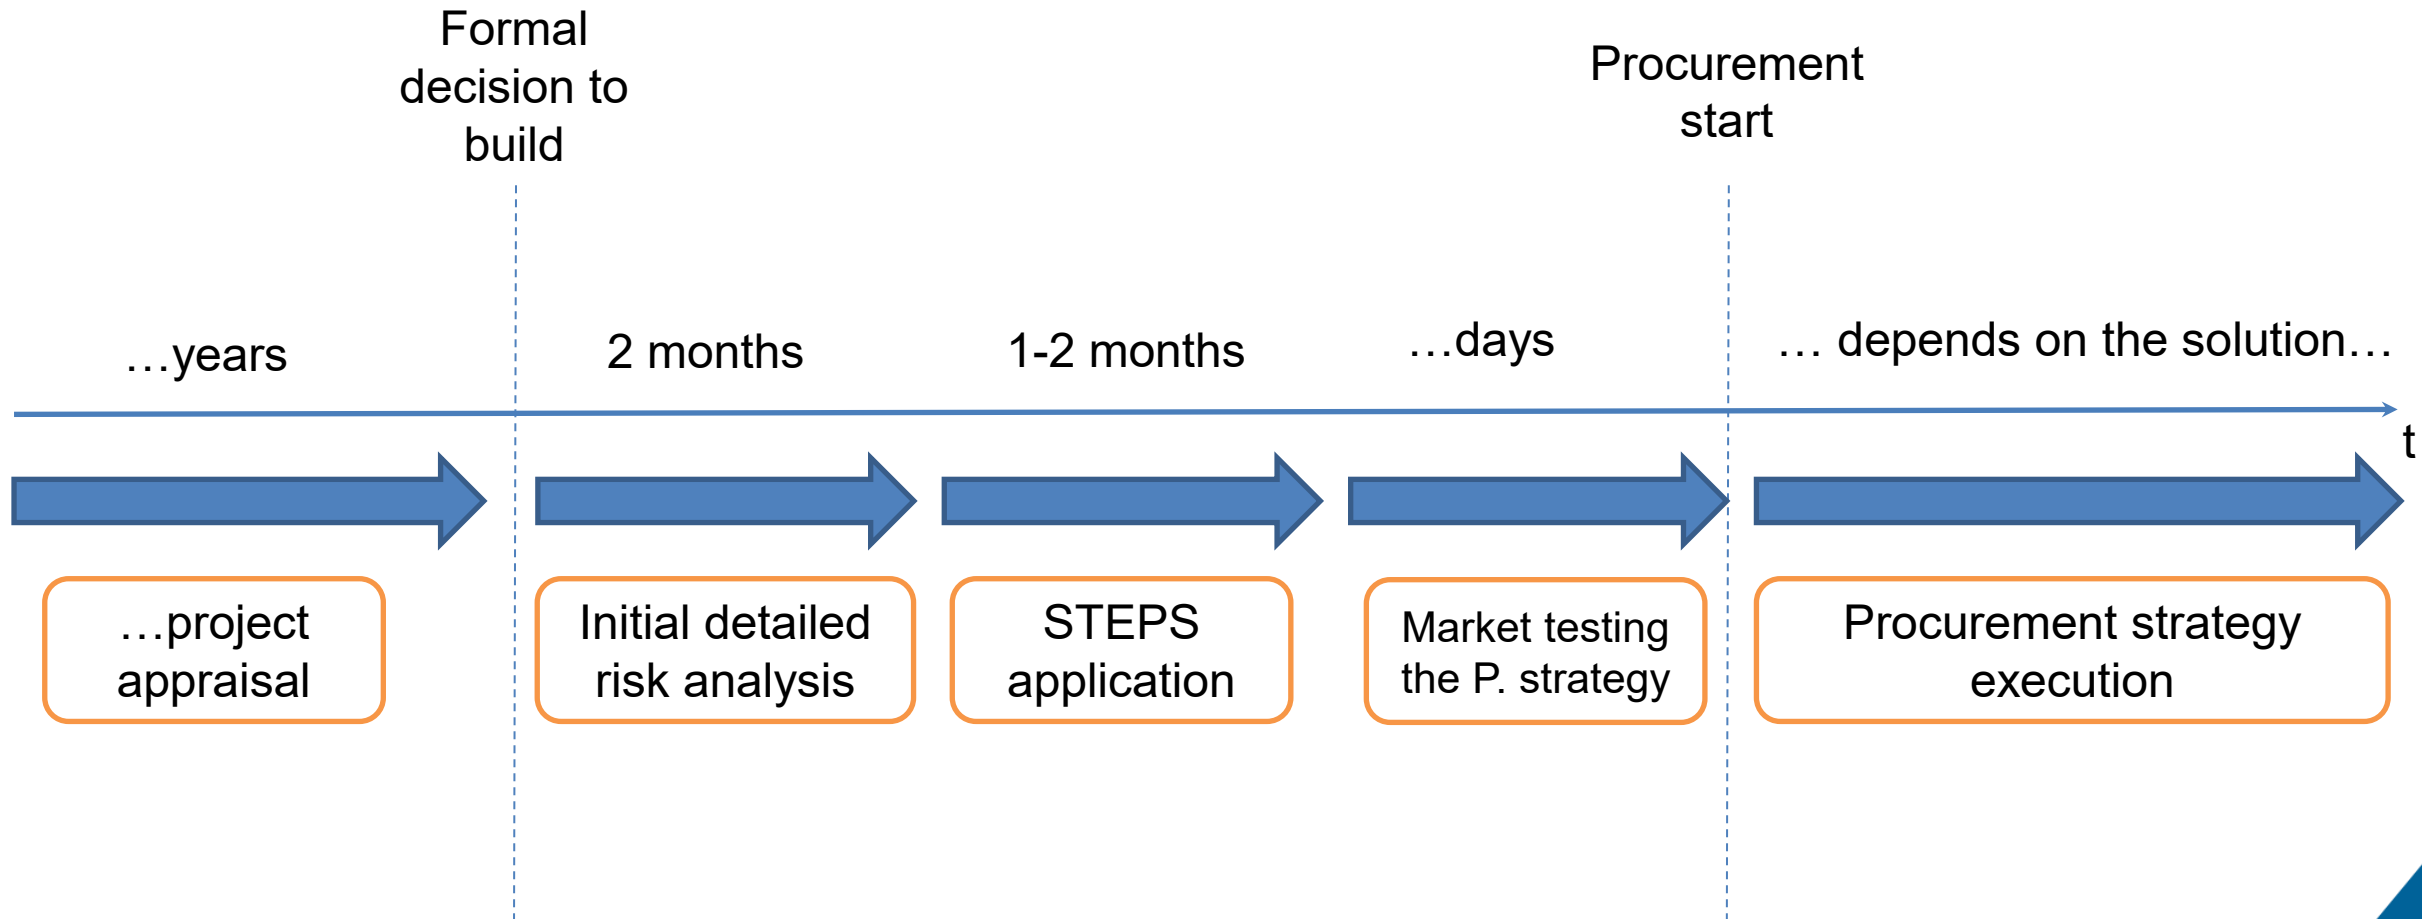 Formal
decision to
build
Procurement
start
…years
2 months
1-2 months
…days
… depends on the solution…
t
…project
appraisal
Initial detailed
risk analysis
STEPS
application
Market testing
the P. strategy
Procurement strategy
execution